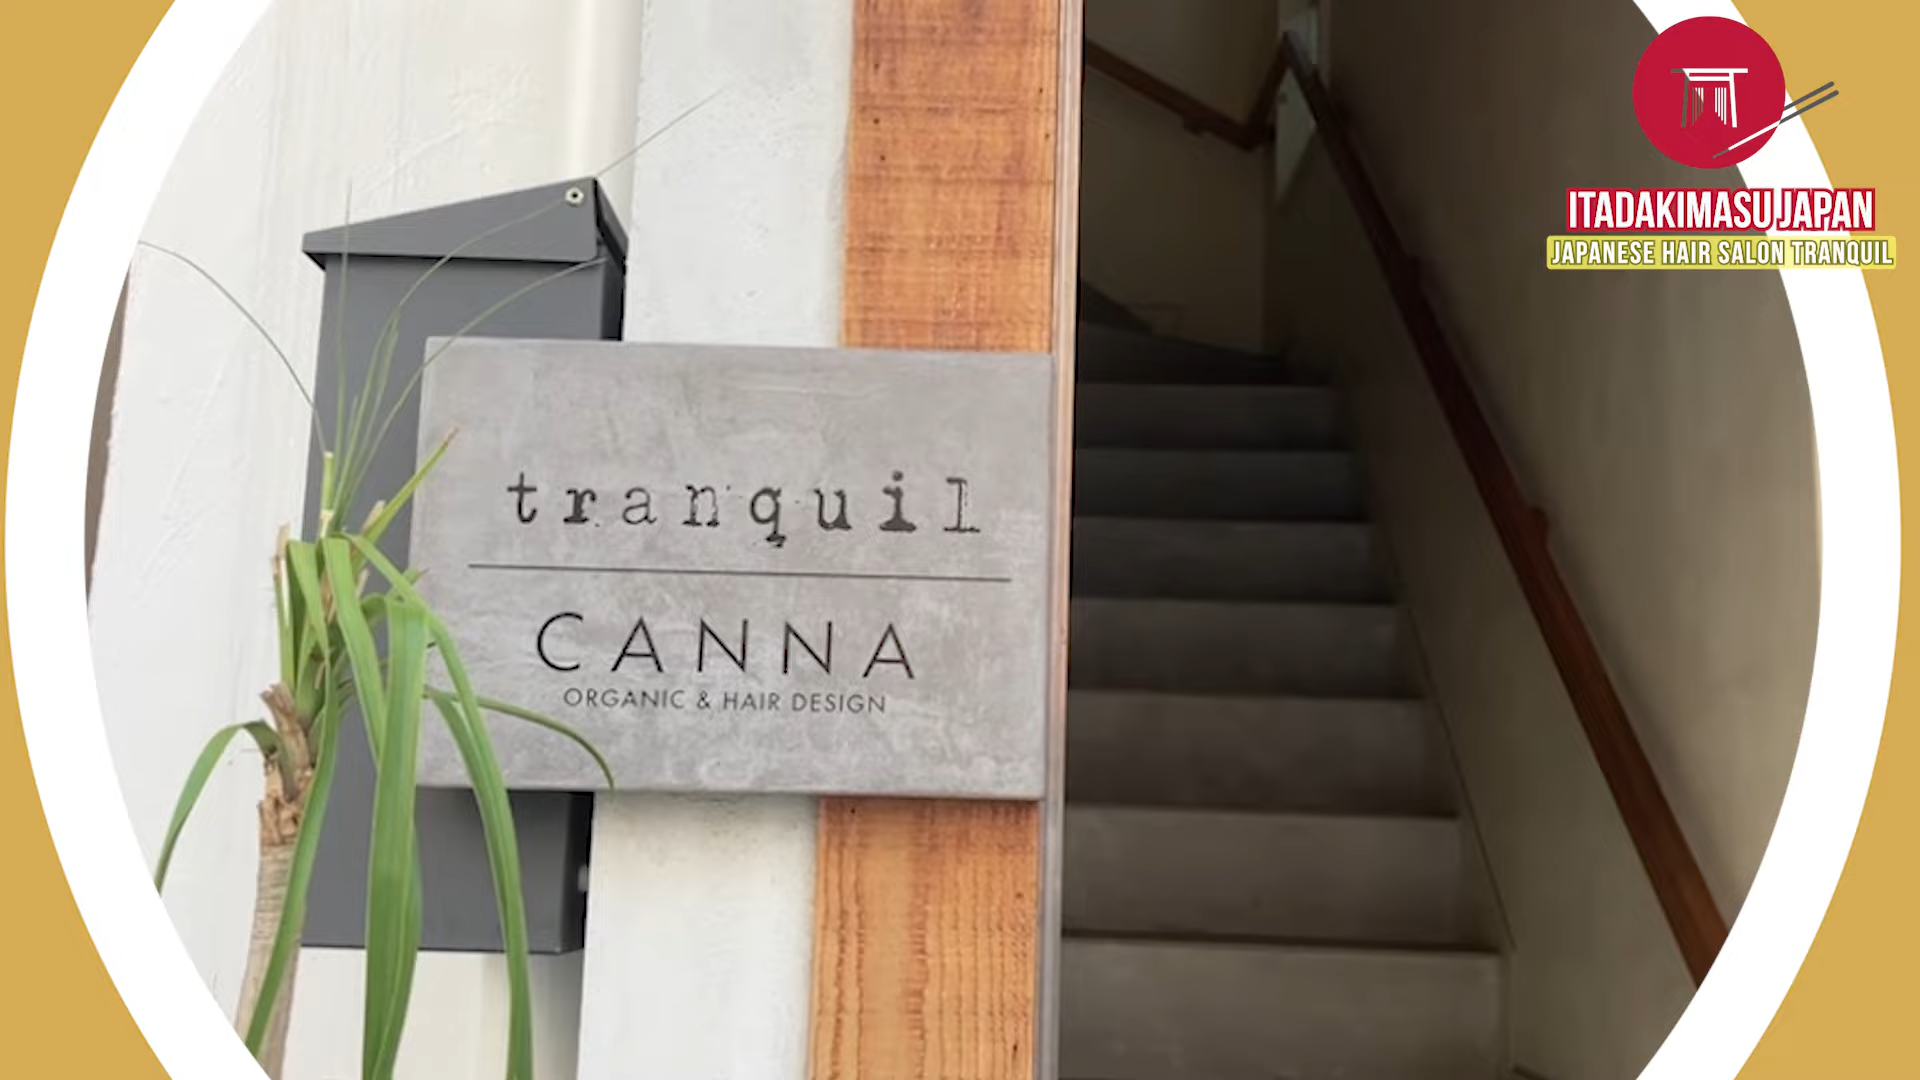 ITADAKIMASU JAPAN
JAPANESE HAIR SALON TRANQUIL
tranquil
CANNA
ORGANIC & HAIR DESIGN